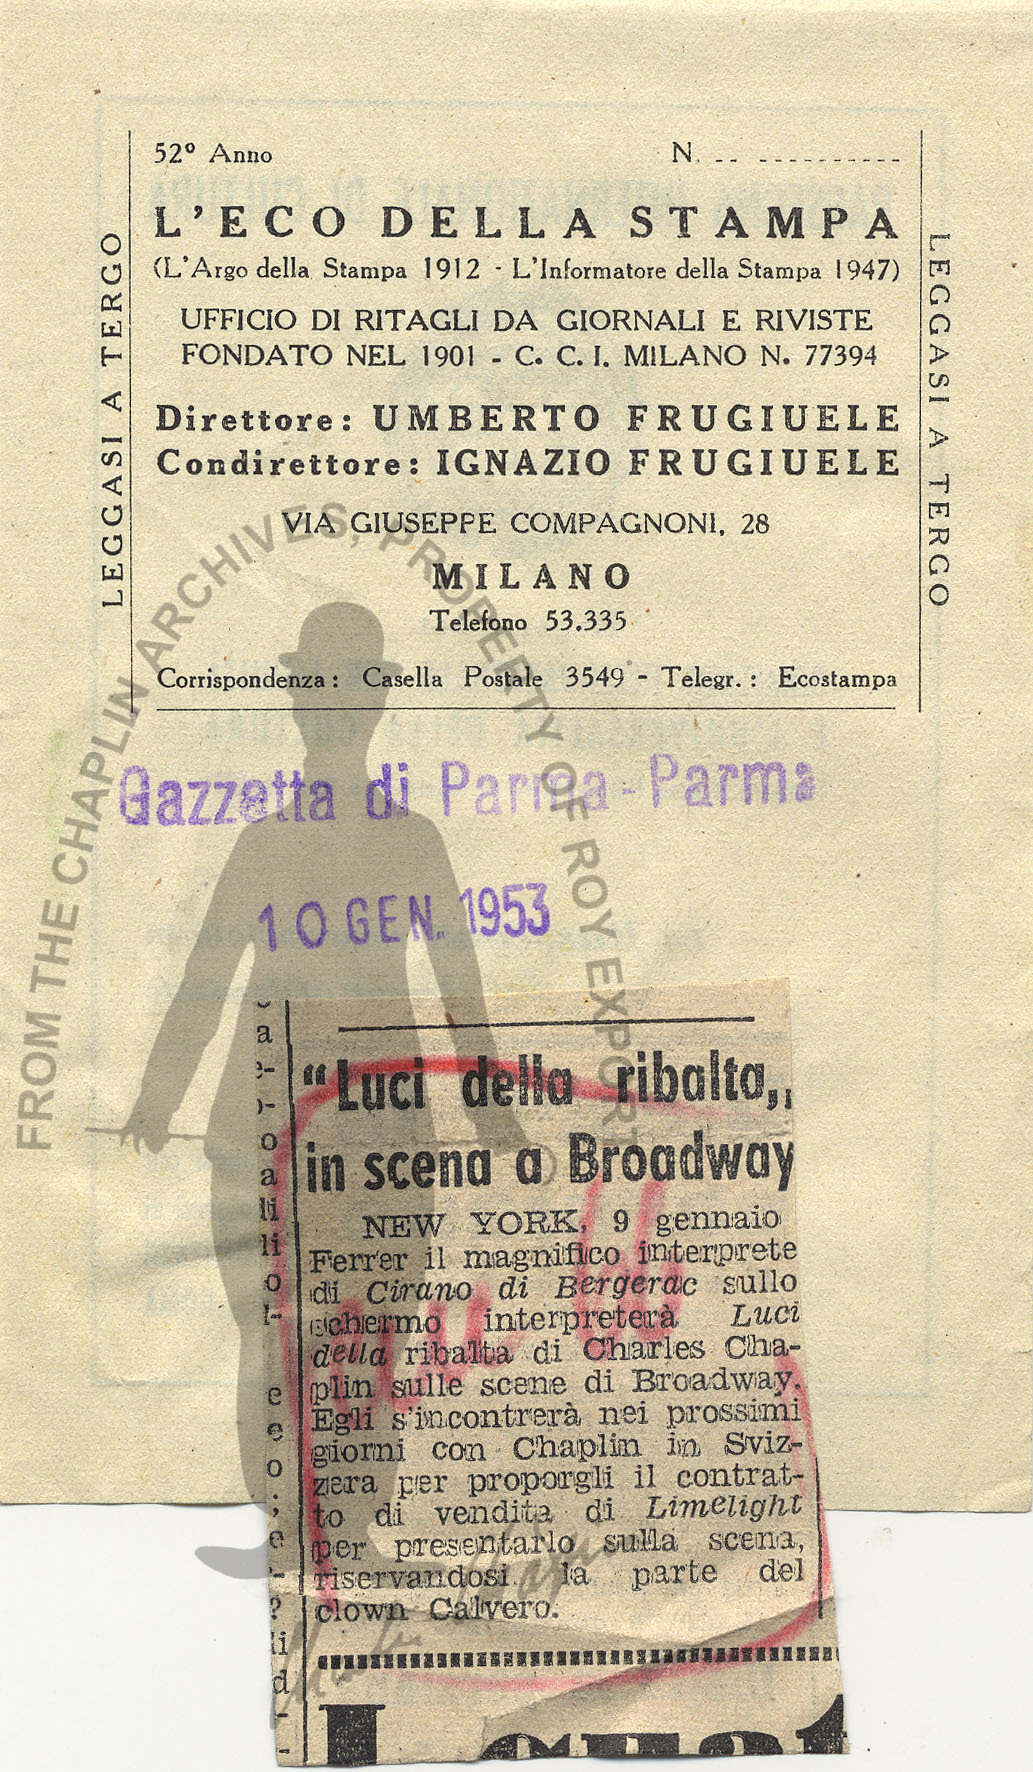 52º Anno
N. .. ..........
L'ECO DELLA STAMPA
(L'Argo della Stampa 1912 - L'Informatore della Stampa 1947)
UFFICIO DI RITAGLI DA GIORNALI E RIVISTE
FONDATO NEL 1901 - C. C. I. MILANO N. 77394
Direttore: UMBERTO FRUGIUELE
Condirettore: IGNAZIO FRUGIUELE
VIA GIUSEPPE COMPAGNONI, 28
MILANO
Telefono 53.335
Corrispondenza: Casella Postale 3549 - Telegr.: Ecostampa
LEGGASI A TERGO
LEGGASI A TERGO
FROM THE CHAPLIN ARCHIVES, PROPERTY OF ROY EXPORT
Gazzetta di Parma - Parma
10 GEN. 1953
"Luci della ribalta„
in scena a Broadway
NEW YORK, 9 gennaio
Ferrer il magnifico interprete
di Cirano di Bergerac sullo
schermo interpreterà Luci
della ribalta di Charles Cha-
plin sulle scene di Broadway.
Egli s'incontrerà nei prossimi
giorni con Chaplin in Sviz-
zera per proporgli il contrat-
to di vendita di Limelight
per presentarlo sulla scena,
riservandosi la parte del
clown Calvero.